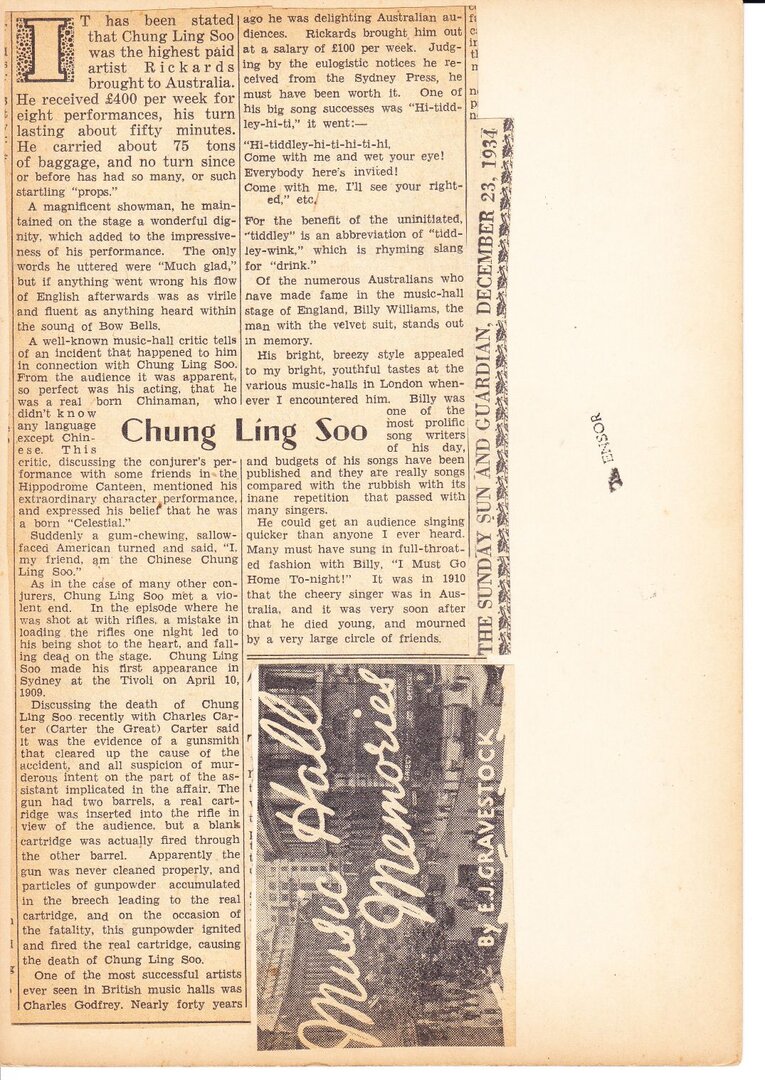 IT has been stated
that Chung Ling Soo
was the highest paid
artist Rickards
brought to Australia.
He received £400 per week for
eight performances, his turn
lasting about fifty minutes.
He carried about 75 tons
of baggage, and no turn since
or before has had so many, or such
startling "props."
A magnificent showman, he main-
tained on the stage a wonderful dig-
nity, which added to the impressive-
ness of his performance. The only
words he uttered were "Much glad,"
but if anything went wrong his flow
of English afterwards was as virile
and fluent as anything heard within
the sound of Bow Bells.
A well-known music-hall critic tells
of an incident that happened to him
in connection with Chung Ling Soo.
From the audience it was apparent,
so perfect was his acting, that he
was a real born Chinaman, who
didn't know
any language
except Chin-
ese. This
critic, discussing the conjurer's per-
formance with some friends in the
Hippodrome Canteen, mentioned his
extraordinary character performance,
and expressed his belief that he was
a born "Celestial."
Suddenly a gum-chewing, sallow-
faced American turned and said, "I,
my friend, am the Chinese Chung
Ling Soo."
As in the case of many other con-
jurers, Chung Ling Soo met a vio-
lent end. In the episode where he
was shot at with rifles, a mistake in
loading the rifles one night led to
his being shot to the heart, and fall-
ing dead on the stage. Chung Ling
Soo made his first appearance in
Sydney at the Tivoli on April 10,
1909.
Discussing the death of Chung
Ling Soo recently with Charles Car-
ter (Carter the Great) Carter said
it was the evidence of a gunsmith
that cleared up the cause of the
accident, and all suspicion of mur-
derous intent on the part of the as-
sistant implicated in the affair. The
gun had two barrels, a real cart-
ridge was inserted into the rifle in
view of the audience, but a blank
cartridge was actually fired through
the other barrel. Apparently the
gun was never cleaned properly, and
particles of gunpowder accumulated
in the breech leading to the real
cartridge, and on the occasion of
the fatality, this gunpowder ignited
and fired the real cartridge, causing
the death of Chung Ling Soo.
One of the most successful artists
ever seen in British music halls was
Charles Godfrey. Nearly forty years
Chung Ling Soo
ago he was delighting Australian au-
diences. Rickards brought him out
at a salary of £100 per week. Judg-
ing by the eulogistic notices he re-
ceived from the Sydney Press, he
must have been worth it. One of
his big song successes was "Hi-tidd-
ley-hi-ti," it went:—
"Hi-tiddley-hi-ti-hi-ti-hi,
Come with me and wet your eye!
Everybody here's invited!
Come with me, I'll see your right-
ed," etc.
For the benefit of the uninitiated,
"tiddley" is an abbreviation of "tidd-
ley-wink," which is rhyming slang
for "drink."
Of the numerous Australians who
nave made fame in the music-hall
stage of England, Billy Williams, the
man with the velvet suit, stands out
in memory.
His bright, breezy style appealed
to my bright, youthful tastes at the
various music-halls in London when-
ever I encountered him. Billy was
one of the
most prolific
song writers
of his day,
and budgets of his songs have been
published and they are really songs
compared with the rubbish with its
inane repetition that passed with
many singers.
He could get an audience singing
quicker than anyone I ever heard.
Many must have sung in full-throat-
ed fashion with Billy, "I Must Go
Home To-night!" It was in 1910
that the cheery singer was in Aus-
tralia, and it was very soon after
that he died young, and mourned
by a very large circle of friends.
THE SUNDAY SUN AND GUARDIAN, DECEMBER 23, 1934
Music Hall
Memories
By E.J. GRAVESTOCK
ENSOR